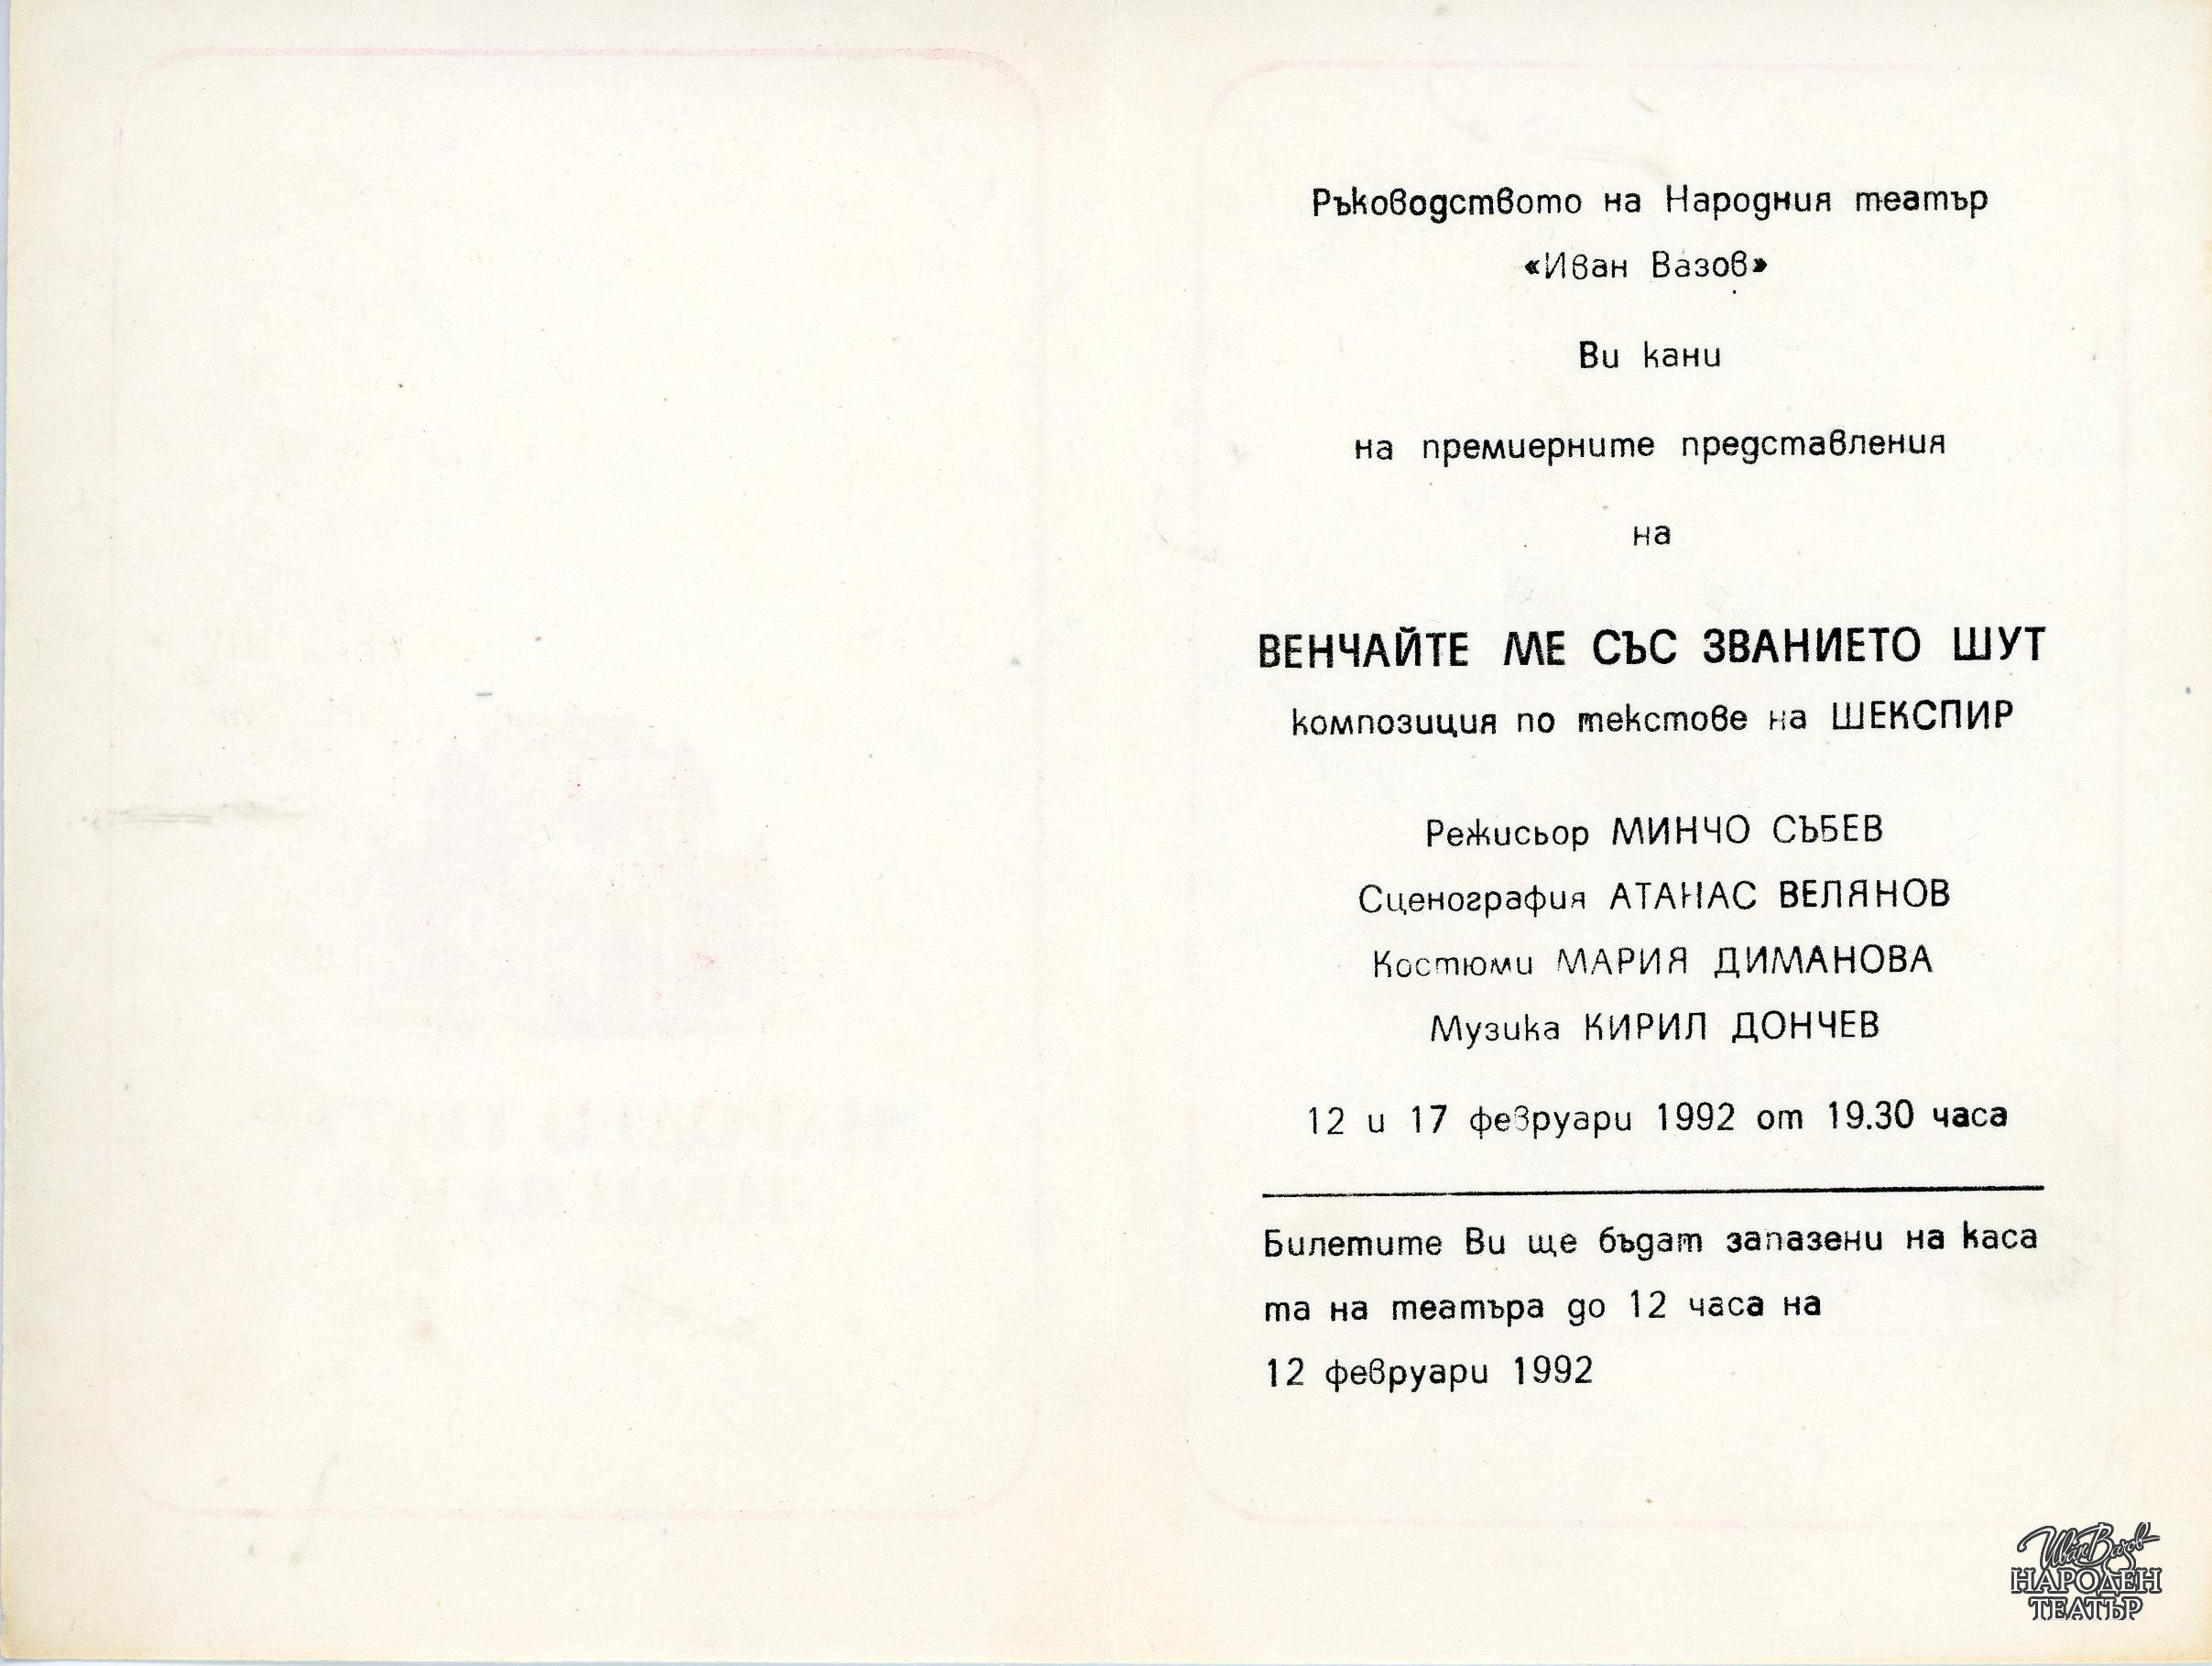 Ръководството на Народния театър
«Иван Вазов»
Ви кани
на премиерните представления
на
ВЕНЧАЙТЕ МЕ СЪС ЗВАНИЕТО ШУТ
композиция по текстове на ШЕКСПИР
Режисьор МИНЧО СЪБЕВ
Сценография АТАНАС ВЕЛЯНОВ
Костюми МАРИЯ ДИМАНОВА
Музика КИРИЛ ДОНЧЕВ
12 и 17 февруари 1992 от 19.30 часа
Билетите Ви ще бъдат запазени на каса
та на театъра до 12 часа на
12 февруари 1992
Иван Вазов
НАРОДЕН
ТЕАТЪР